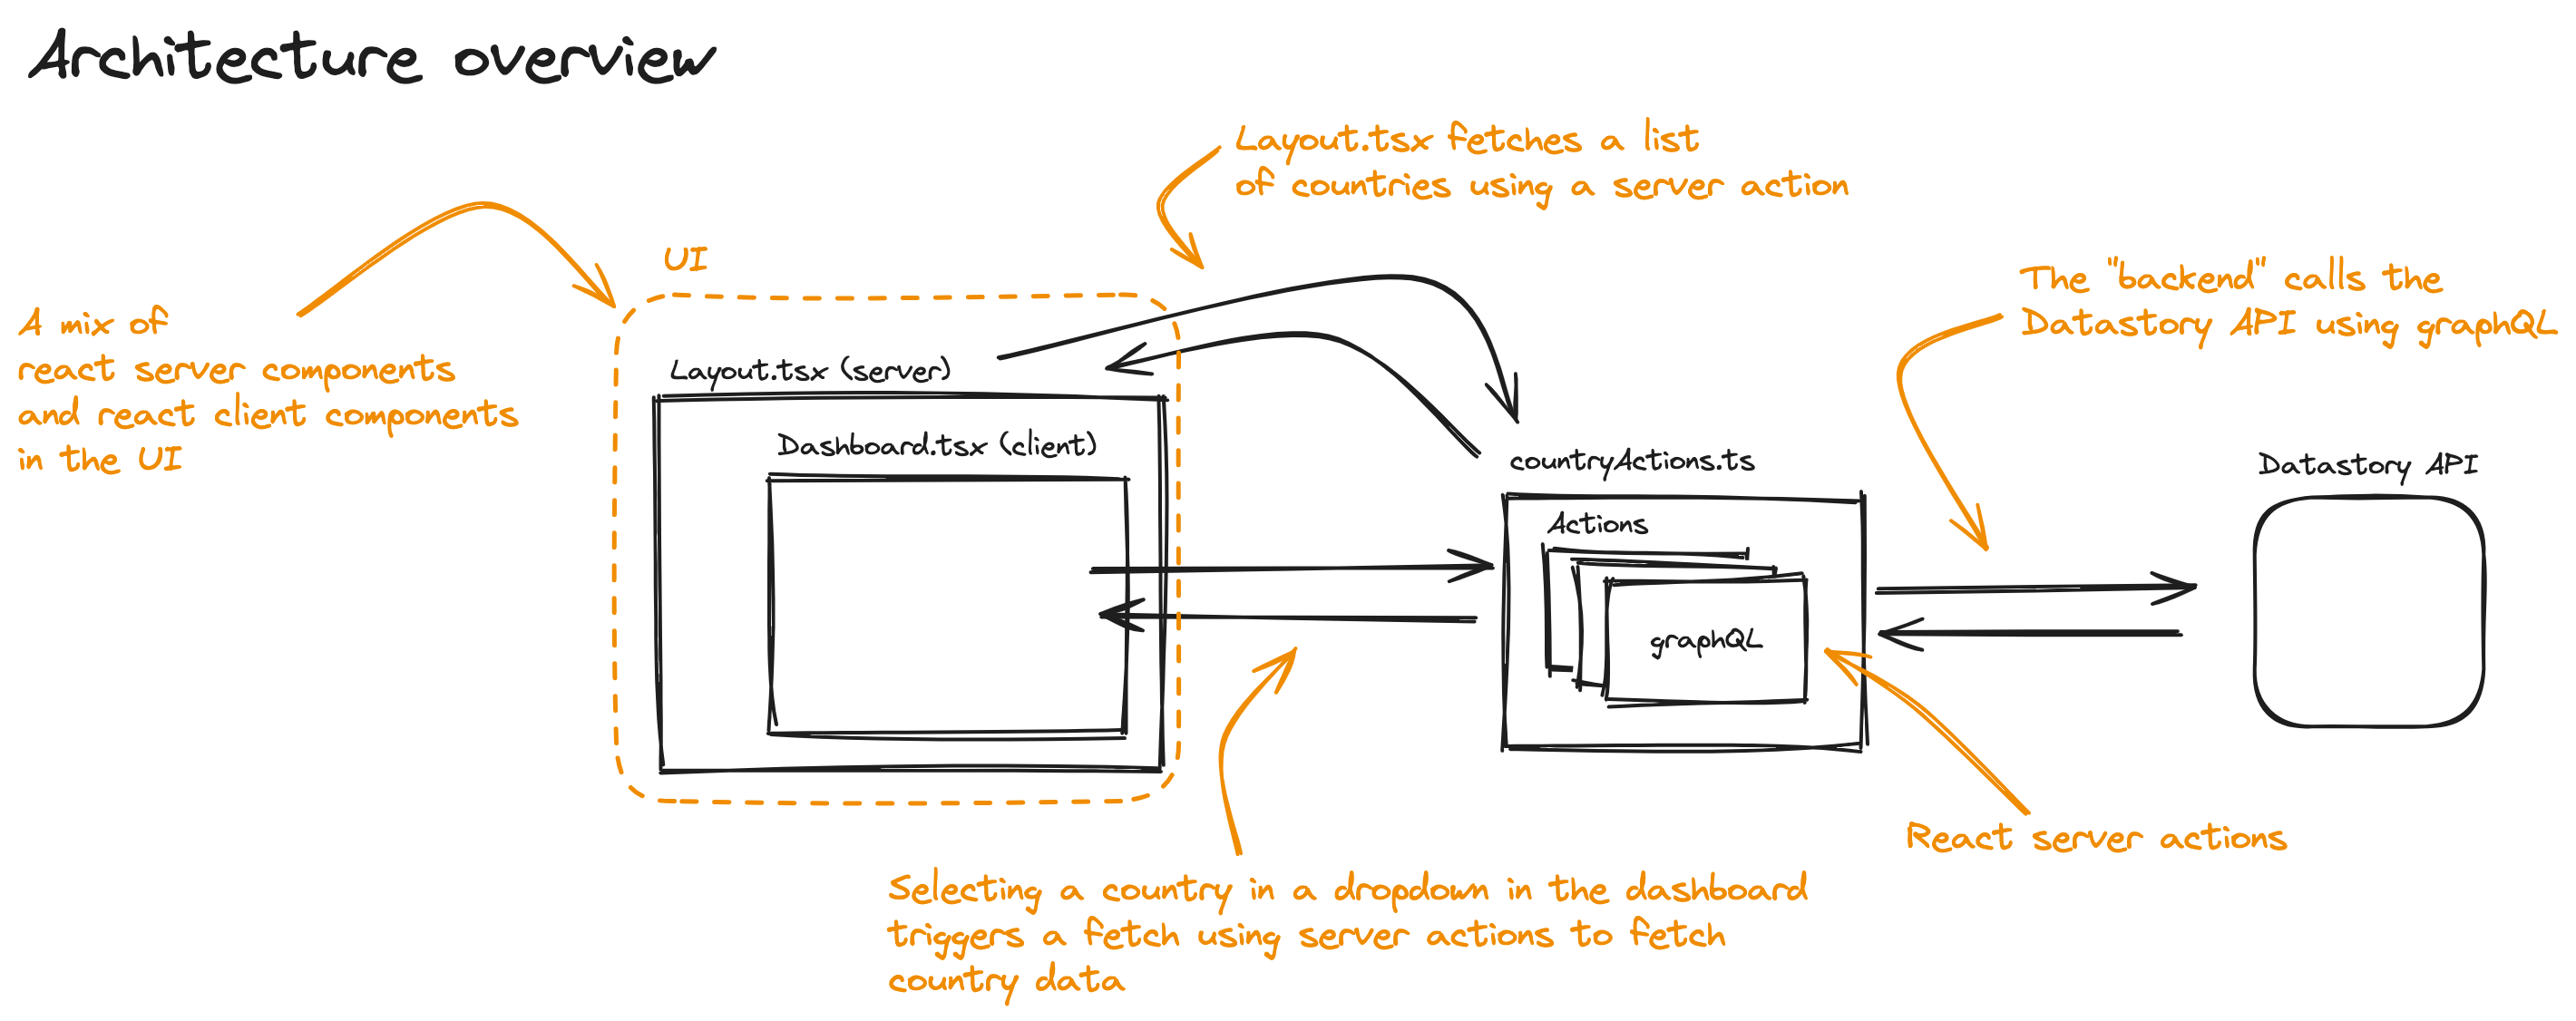 Architecture overview
Layout.tsx fetches a list
of countries using a server action
UI
The "backend" calls the
Datastory API using graphQL
A mix of
react server components
and react client components
in the UI
Layout.tsx (server)
Dashboard.tsx (client)
countryActions.ts
Datastory API
Actions
graphQL
React server actions
Selecting a country in a dropdown in the dashboard
triggers a fetch using server actions to fetch
country data